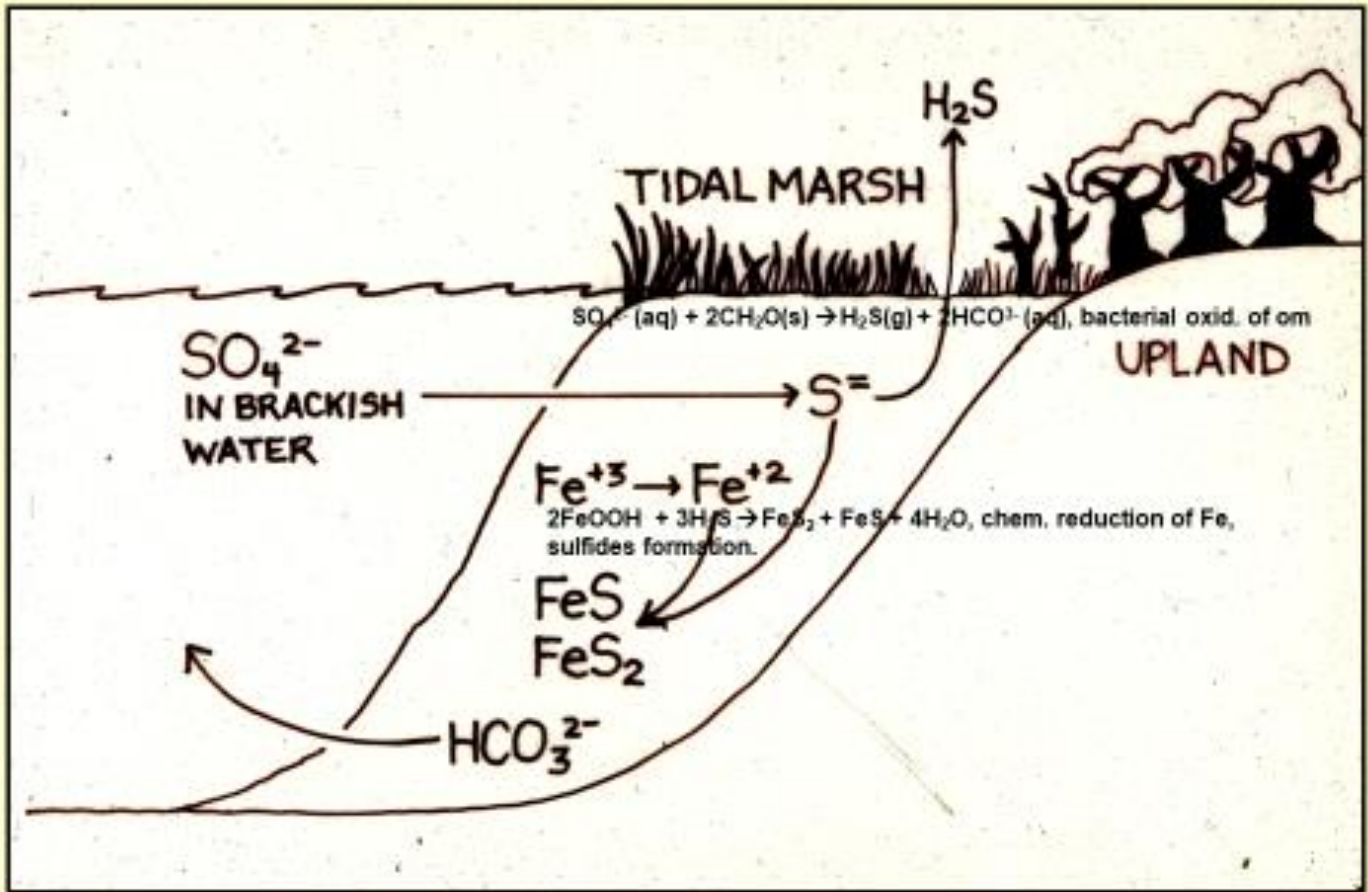 H₂S
TIDAL MARSH
SO₄²⁻ (aq) + 2CH₂O(s) → H₂S(g) + 2HCO³⁻ (aq), bacterial oxid. of om
UPLAND
SO₄²⁻
IN BRACKISH
WATER
S⁼
Fe⁺³ → Fe⁺²
2FeOOH + 3H₂S → FeS₂ + FeS + 4H₂O, chem. reduction of Fe,
sulfides formation.
FeS
FeS₂
HCO₃²⁻